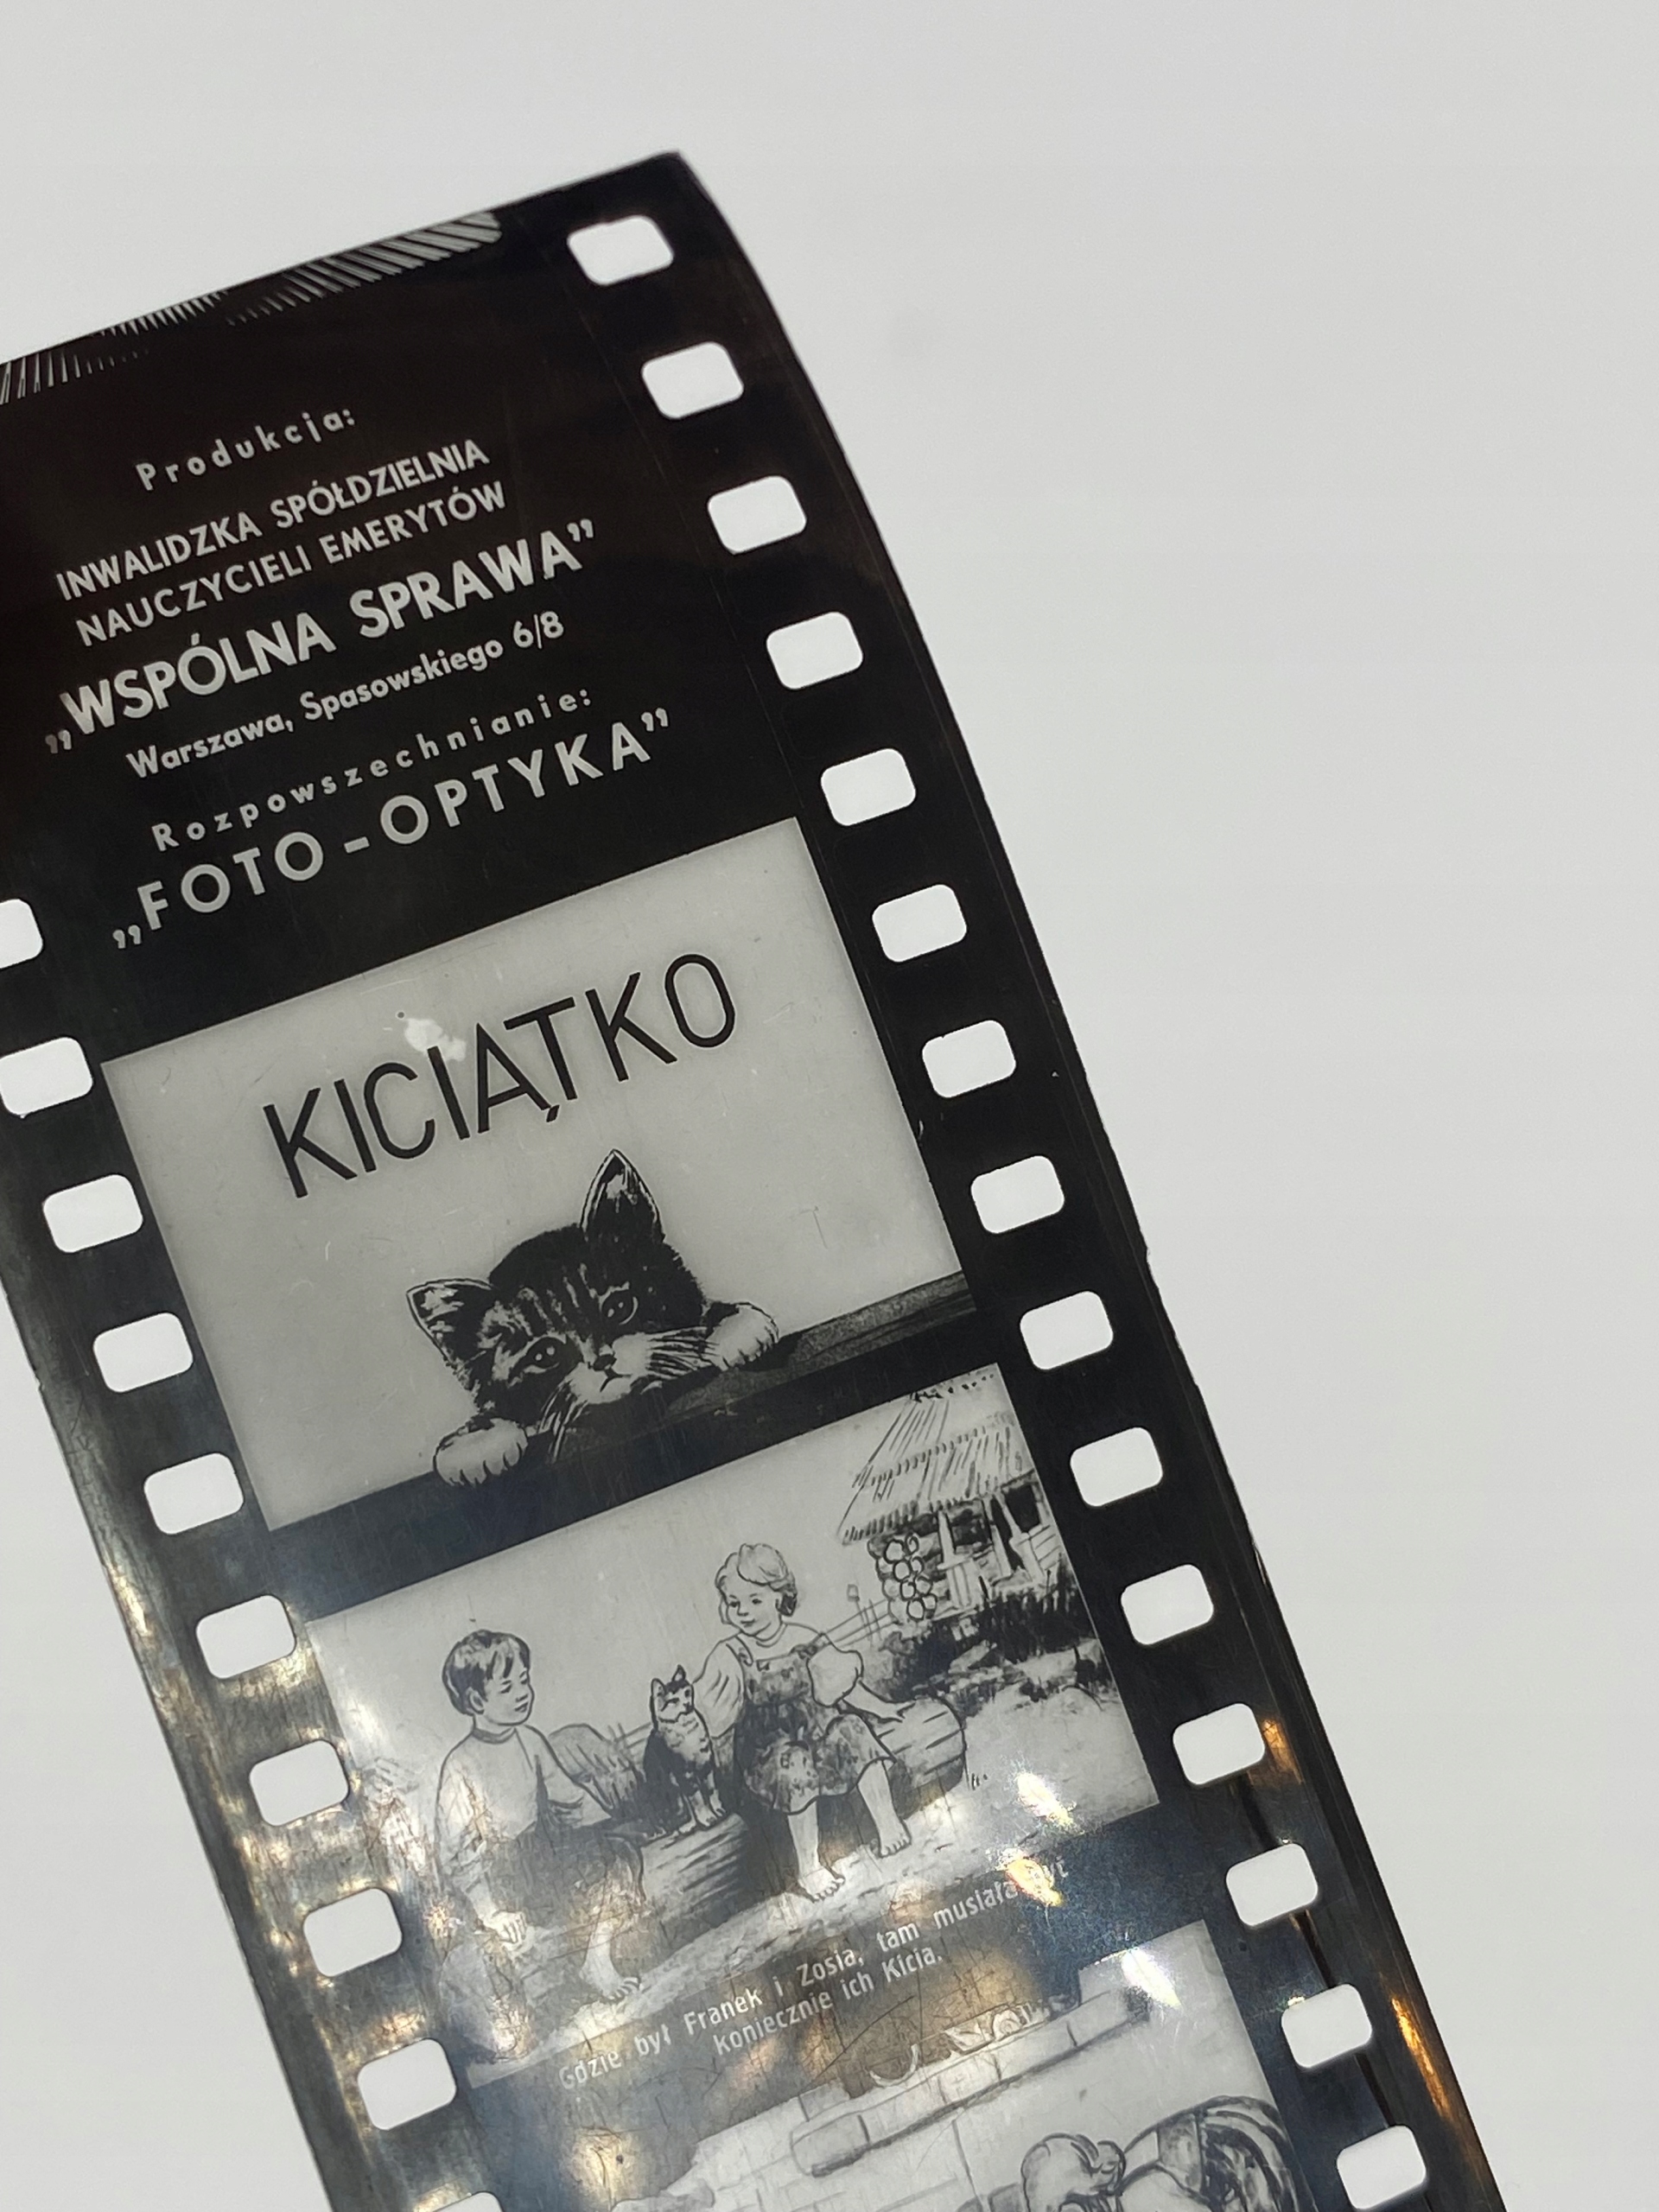 Produkcja:
INWALIDZKA SPÓŁDZIELNIA
NAUCZYCIELI EMERYTÓW
„WSPÓLNA SPRAWA”
Warszawa, Spasowskiego 6/8
Rozpowszechnianie:
„FOTO-OPTYKA”
KICIĄTKO
Gdzie był Franek i Zosia, tam musiała być
koniecznie ich Kicia.